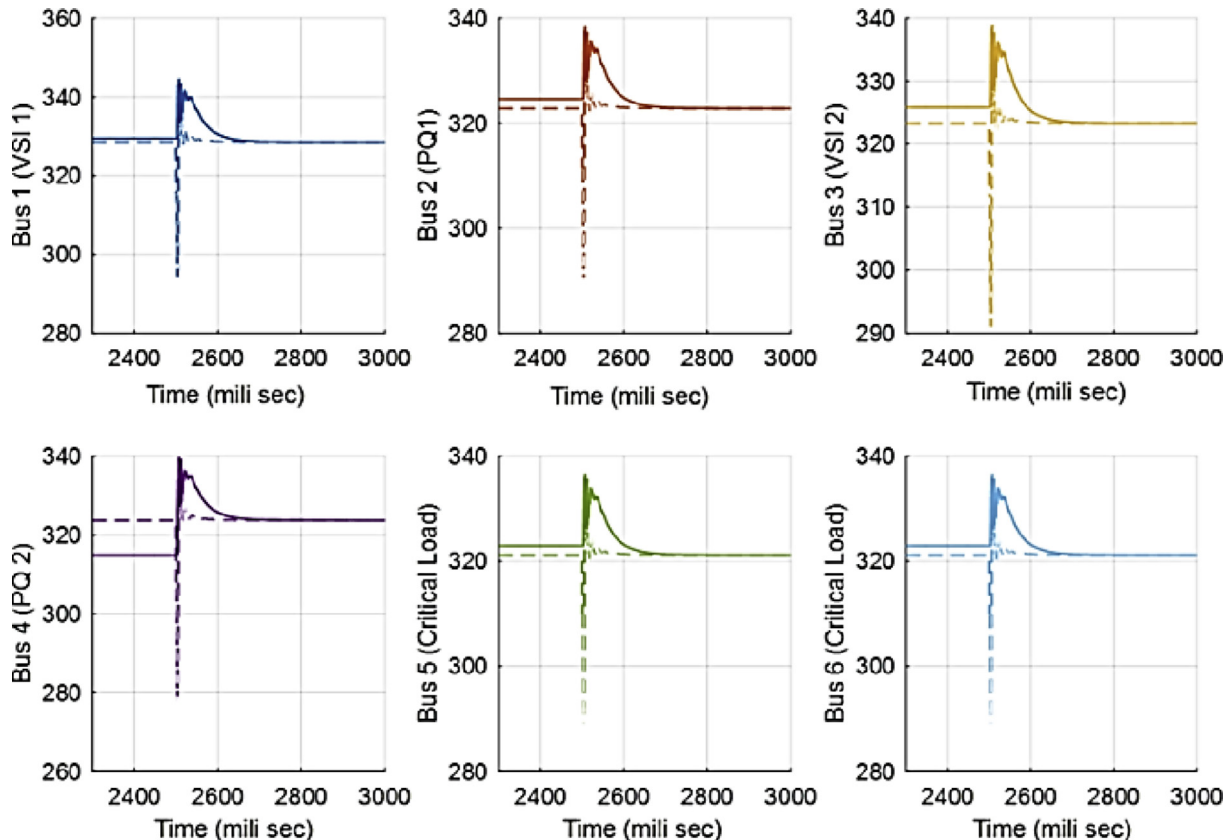 360
340
320
300
280
Bus 1 (VSI 1)
2400 2600 2800 3000
Time (mili sec)
340
320
300
280
Bus 2 (PQ1)
2400 2600 2800 3000
Time (mili sec)
340
330
320
310
300
290
Bus 3 (VSI 2)
2400 2600 2800 3000
Time (mili sec)
340
320
300
280
260
Bus 4 (PQ 2)
2400 2600 2800 3000
Time (mili sec)
340
320
300
280
Bus 5 (Critical Load)
2400 2600 2800 3000
Time (mili sec)
340
320
300
280
Bus 6 (Critical Load)
2400 2600 2800 3000
Time (mili sec)